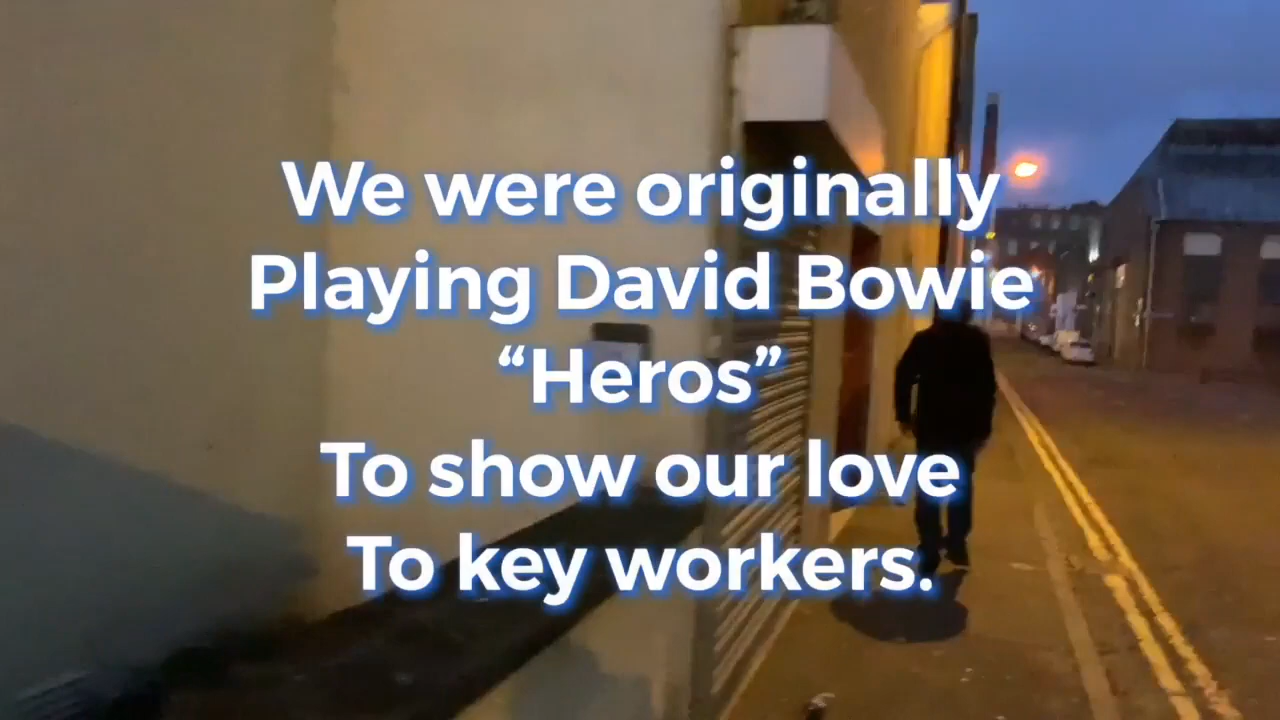 We were originally
Playing David Bowie
“Heros”
To show our love
To key workers.